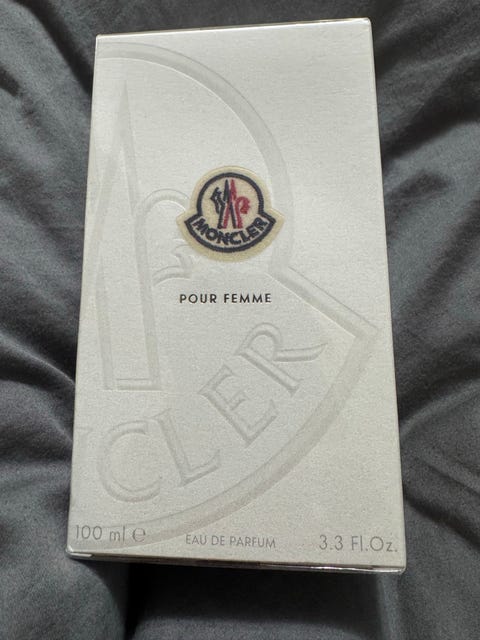 MONCLER
POUR FEMME
CLER
100 ml ℮
EAU DE PARFUM
3.3 Fl.Oz.